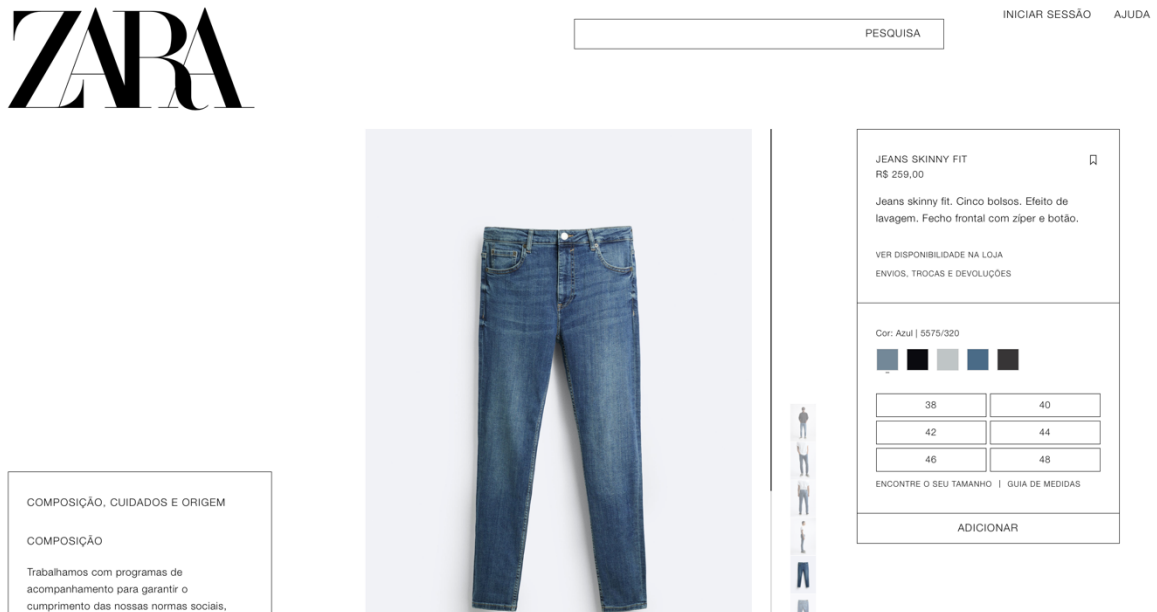 ZARA
PESQUISA
INICIAR SESSÃO
AJUDA
JEANS SKINNY FIT
R$ 259,00
Jeans skinny fit. Cinco bolsos. Efeito de
lavagem. Fecho frontal com zíper e botão.
VER DISPONIBILIDADE NA LOJA
ENVIOS, TROCAS E DEVOLUÇÕES
Cor: Azul | 5575/320
38
40
42
44
46
48
ENCONTRE O SEU TAMANHO | GUIA DE MEDIDAS
ADICIONAR
COMPOSIÇÃO, CUIDADOS E ORIGEM
COMPOSIÇÃO
Trabalhamos com programas de
acompanhamento para garantir o
cumprimento das nossas normas sociais,